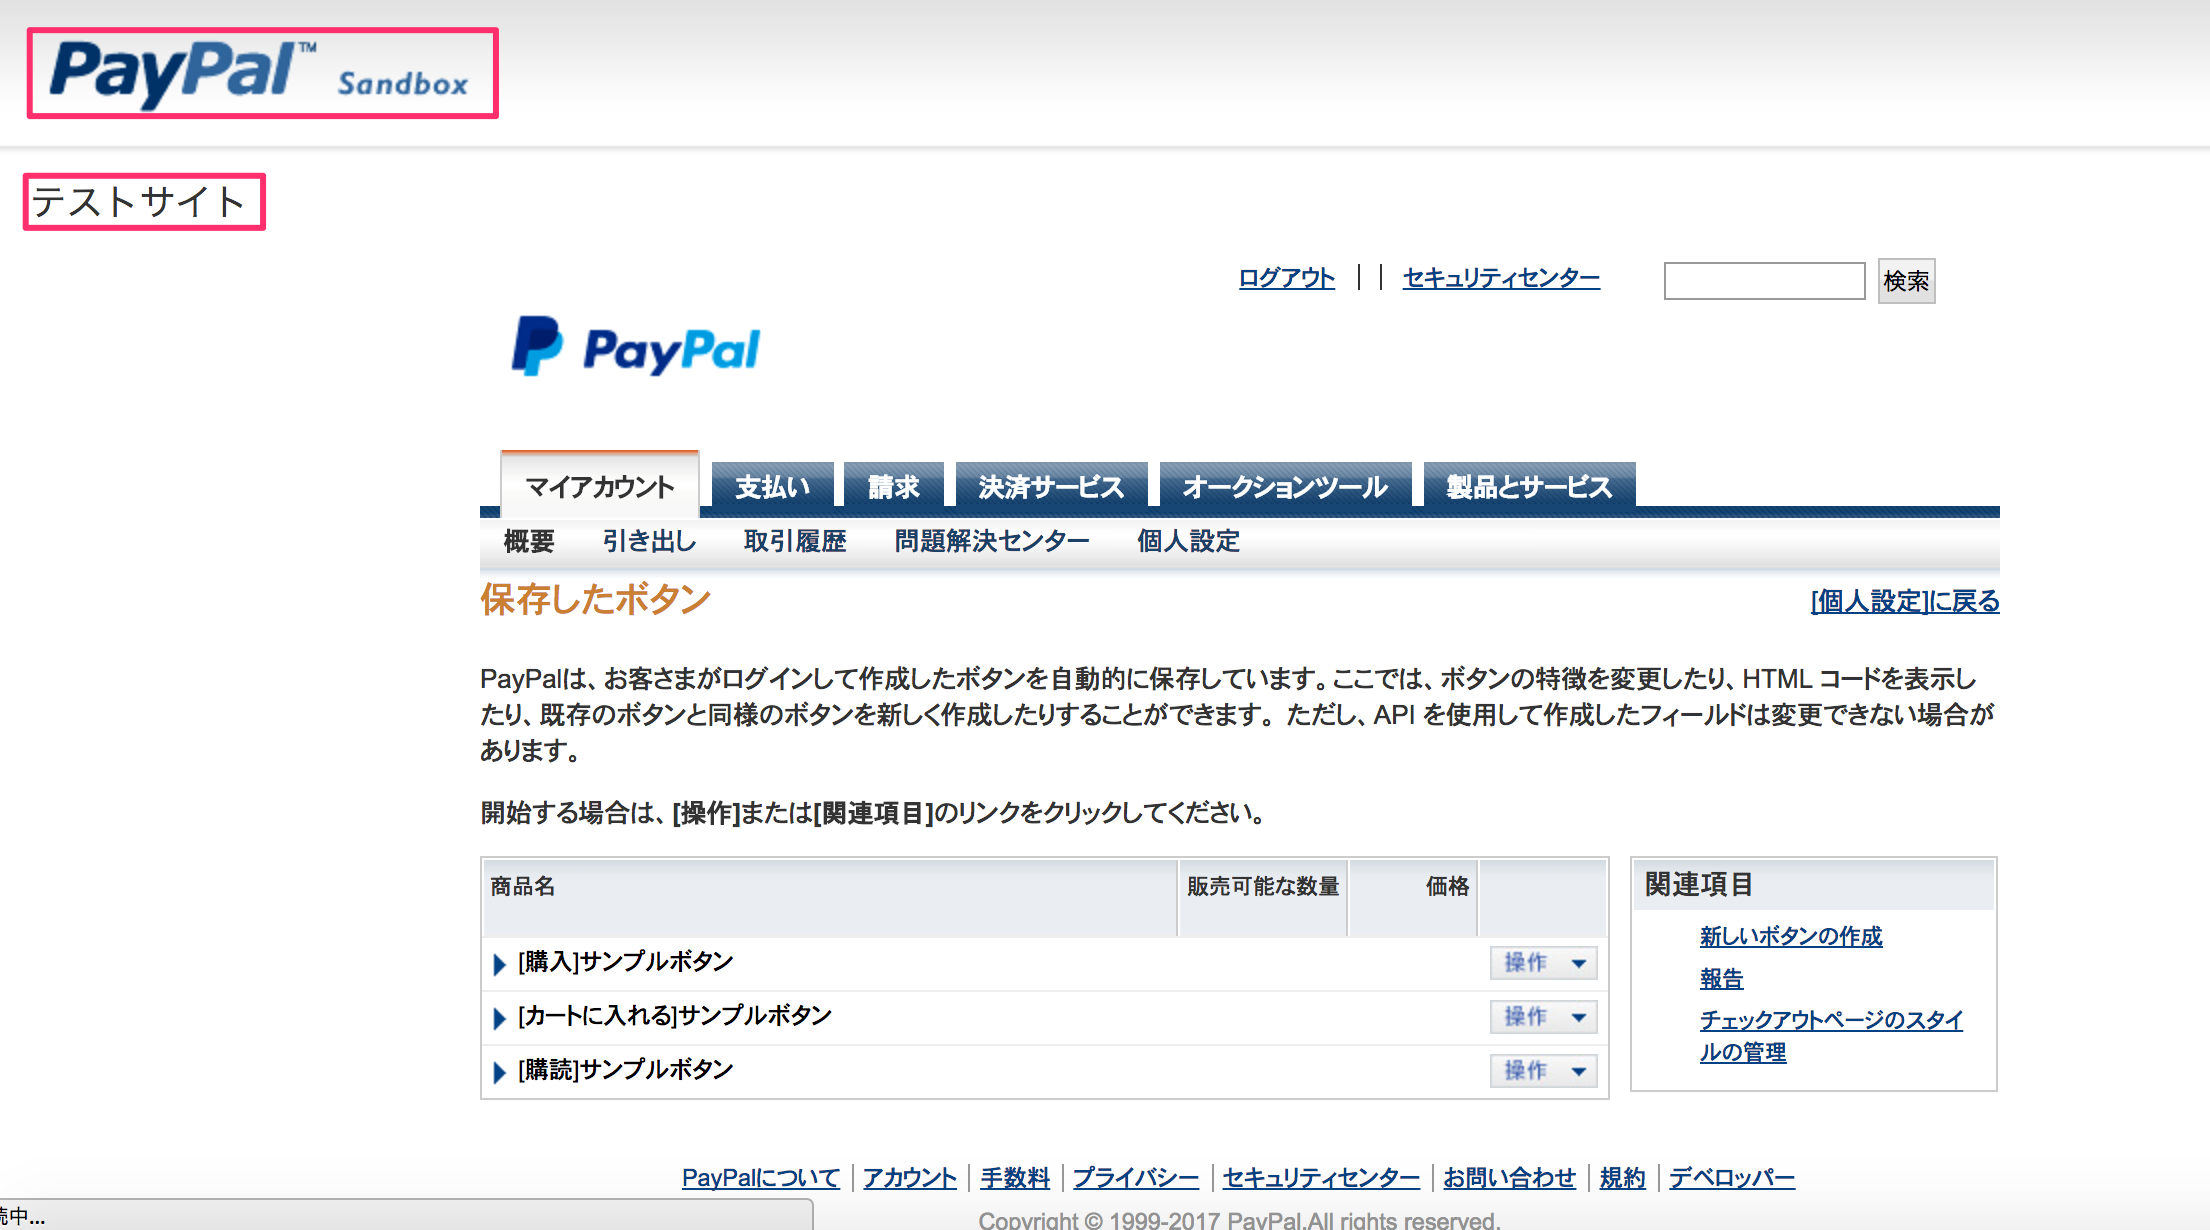 PayPal™ Sandbox
テストサイト
ログアウト | | セキュリティセンター 検索
PayPal
マイアカウント 支払い 請求 決済サービス オークションツール 製品とサービス
概要 引き出し 取引履歴 問題解決センター 個人設定
保存したボタン [個人設定]に戻る
PayPalは、お客さまがログインして作成したボタンを自動的に保存しています。ここでは、ボタンの特徴を変更したり、HTML コードを表示し
たり、既存のボタンと同様のボタンを新しく作成したりすることができます。 ただし、API を使用して作成したフィールドは変更できない場合が
あります。
開始する場合は、[操作]または[関連項目]のリンクをクリックしてください。
商品名 販売可能な数量 価格
[購入]サンプルボタン 操作
[カートに入れる]サンプルボタン 操作
[購読]サンプルボタン 操作
関連項目
新しいボタンの作成
報告
チェックアウトページのスタイ
ルの管理
PayPalについて | アカウント | 手数料 | プライバシー | セキュリティセンター | お問い合わせ | 規約 | デベロッパー
続中...
Copyright © 1999-2017 PayPal.All rights reserved.